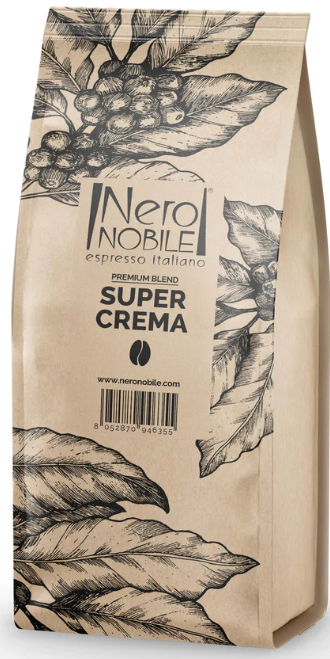 Nero
NOBILE®
espresso italiano
PREMIUM BLEND
SUPER
CREMA
www.neronobile.com
8 052870 946355